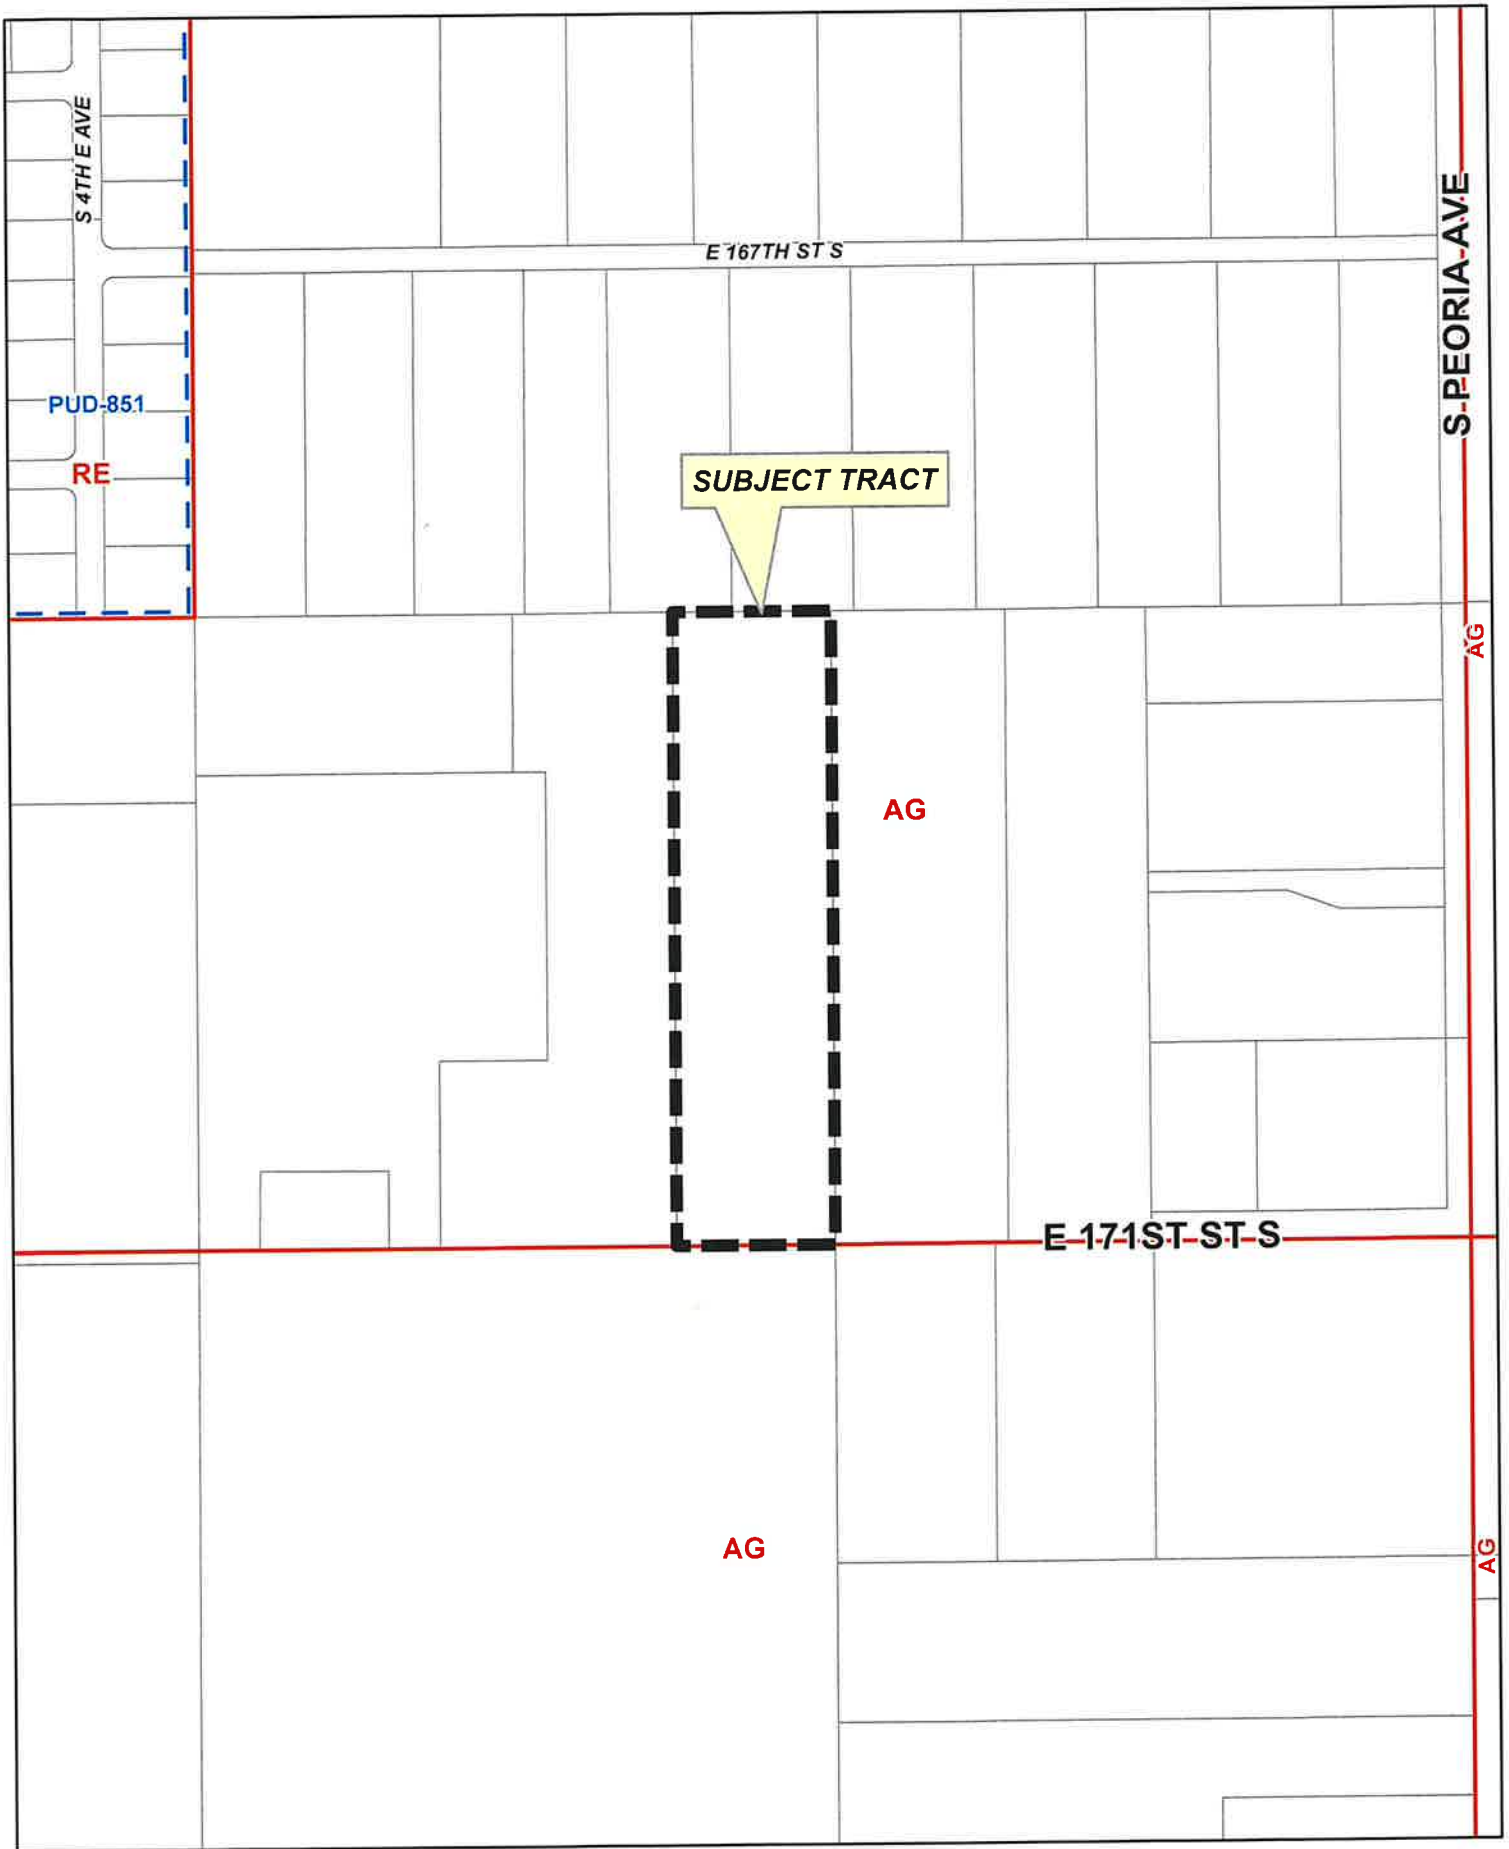 S 4TH E AVE
E 167TH ST S
S PEORIA AVE
PUD-851
RE
SUBJECT TRACT
AG
AG
E 171ST ST S
AG
AG